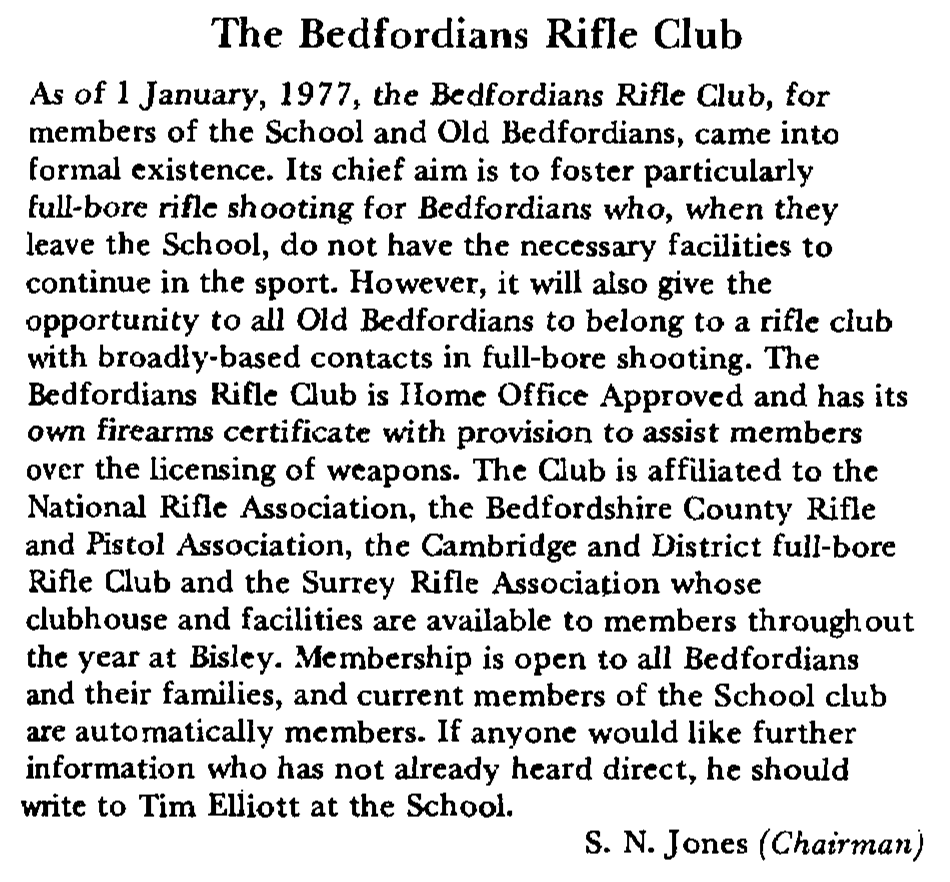 The Bedfordians Rifle Club
As of 1 January, 1977, the Bedfordians Rifle Club, for
members of the School and Old Bedfordians, came into
formal existence. Its chief aim is to foster particularly
full-bore rifle shooting for Bedfordians who, when they
leave the School, do not have the necessary facilities to
continue in the sport. However, it will also give the
opportunity to all Old Bedfordians to belong to a rifle club
with broadly-based contacts in full-bore shooting. The
Bedfordians Rifle Club is Home Office Approved and has its
own firearms certificate with provision to assist members
over the licensing of weapons. The Club is affiliated to the
National Rifle Association, the Bedfordshire County Rifle
and Pistol Association, the Cambridge and District full-bore
Rifle Club and the Surrey Rifle Association whose
clubhouse and facilities are available to members throughout
the year at Bisley. Membership is open to all Bedfordians
and their families, and current members of the School club
are automatically members. If anyone would like further
information who has not already heard direct, he should
write to Tim Elliott at the School.
S. N. Jones (Chairman)